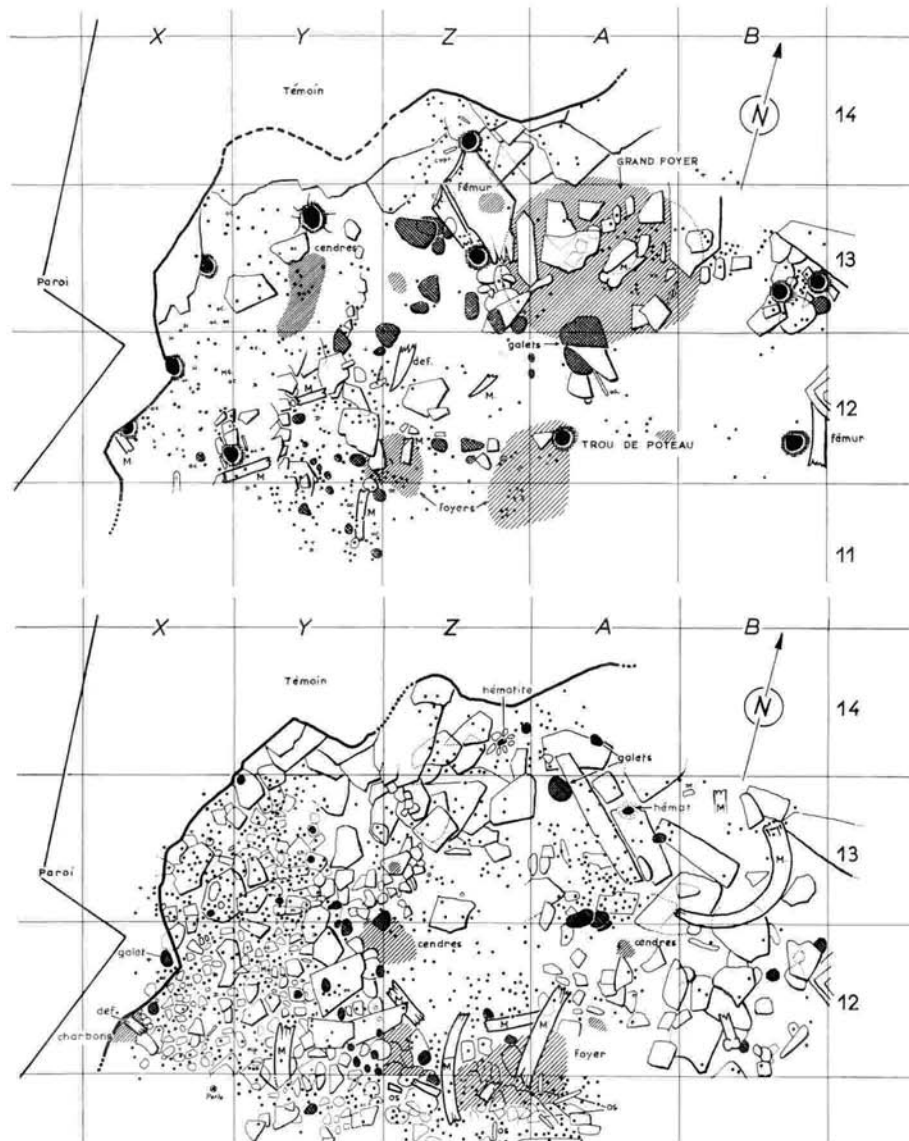 X Y Z A B
Témoin
14
N
GRAND FOYER
fémur
cendres
M
13
Paroi
galets
def.
M
M
12
M
TROU DE POTEAU
fémur
M
M
foyers
M
11
X Y Z A B
Témoin
hématite
14
N
galets
M
hémat
M
13
Paroi
cendres
cendres
galet
12
def.
charbons
M
M
M
M
Foyer
Perle
os
os
os